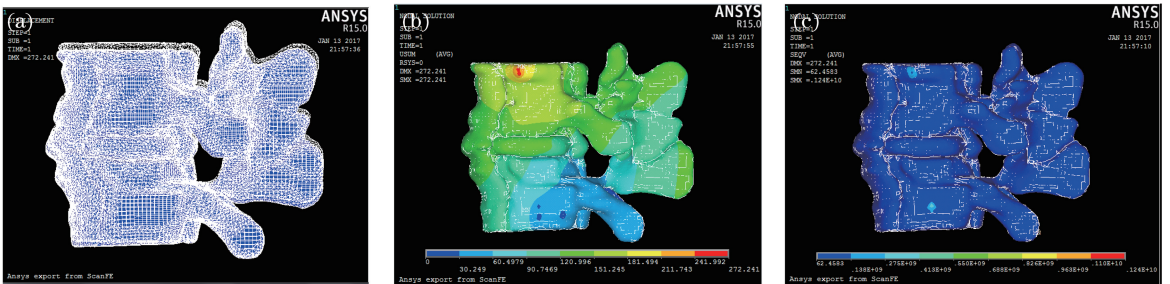 (a)
DISPLACEMENT
STEP=1
SUB =1
TIME=1
DMX =272.241
ANSYS
R15.0
JAN 13 2017
21:57:36
Ansys export from ScanFE
(b)
NODAL SOLUTION
STEP=1
SUB =1
TIME=1
USUM (AVG)
RSYS=0
DMX =272.241
SMX =272.241
ANSYS
R15.0
JAN 13 2017
21:57:55
0 60.4979 120.996 181.494 241.992
30.249 90.7469 151.245 211.743 272.241
Ansys export from ScanFE
(c)
1
NODAL SOLUTION
STEP=1
SUB =1
TIME=1
SEQV (AVG)
DMX =272.241
SMN =62.4583
SMX =.124E+10
ANSYS
R15.0
JAN 13 2017
21:57:10
62.4583 .275E+09 .550E+09 .826E+09 .110E+10
.138E+09 .413E+09 .688E+09 .963E+09 .124E+10
Ansys export from ScanFE